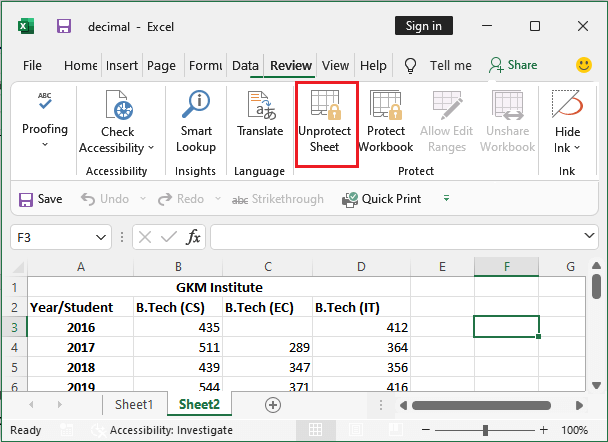 decimal - Excel
Sign in
File Home Insert Page Formu Data Review View Help Tell me Share
ABC
Proofing
Check Accessibility
Accessibility
Smart Lookup
Insights
Translate
Language
Unprotect Sheet
Protect Workbook
Allow Edit Ranges
Unshare Workbook
Protect
Hide Ink
Ink
Save Undo Redo abc Strikethrough Quick Print
F3 fx
A B C D E F G
1 GKM Institute
2 Year/Student B.Tech (CS) B.Tech (EC) B.Tech (IT)
3 2016 435 412
4 2017 511 289 364
5 2018 439 347 356
6 2019 544 371 416
Sheet1 Sheet2
Ready Accessibility: Investigate 100%